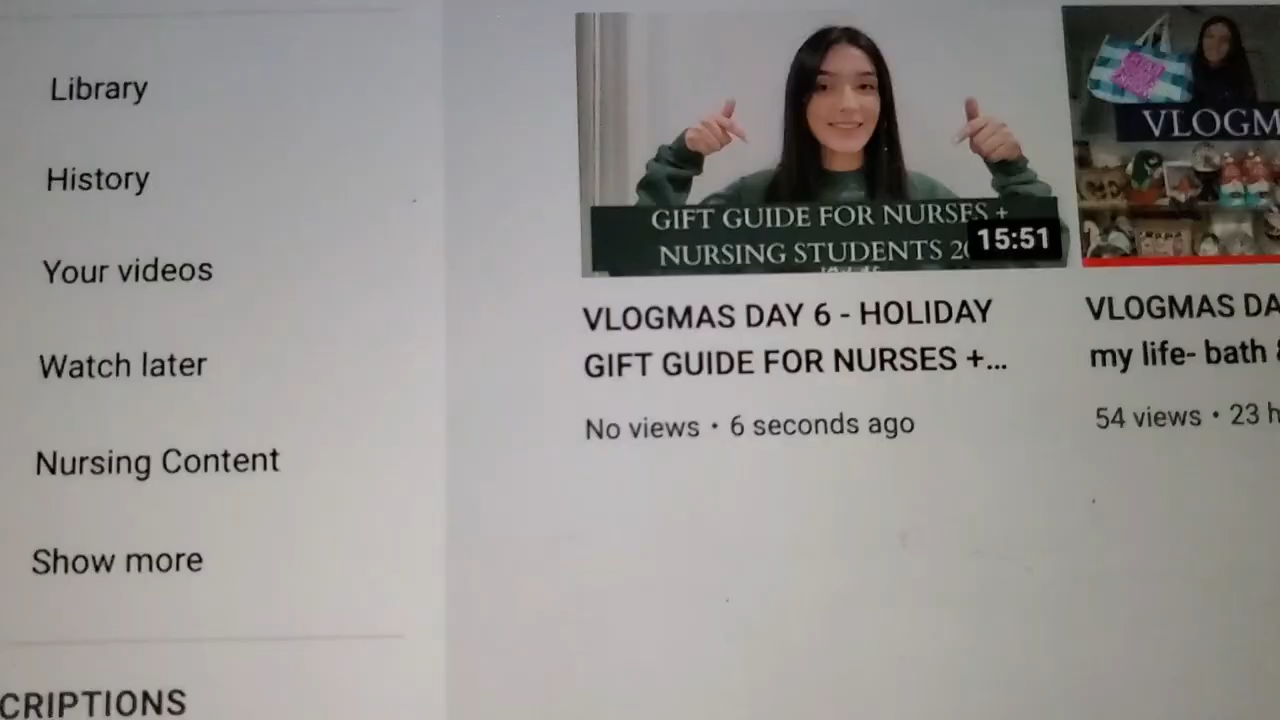 Library
History
Your videos
Watch later
Nursing Content
Show more
CRIPTIONS
GIFT GUIDE FOR NURSES +
NURSING STUDENTS 20
15:51
VLOGMAS DAY 6 - HOLIDAY
GIFT GUIDE FOR NURSES +...
No views • 6 seconds ago
VLOGM
VLOGMAS DA
my life- bath &
54 views • 23 h